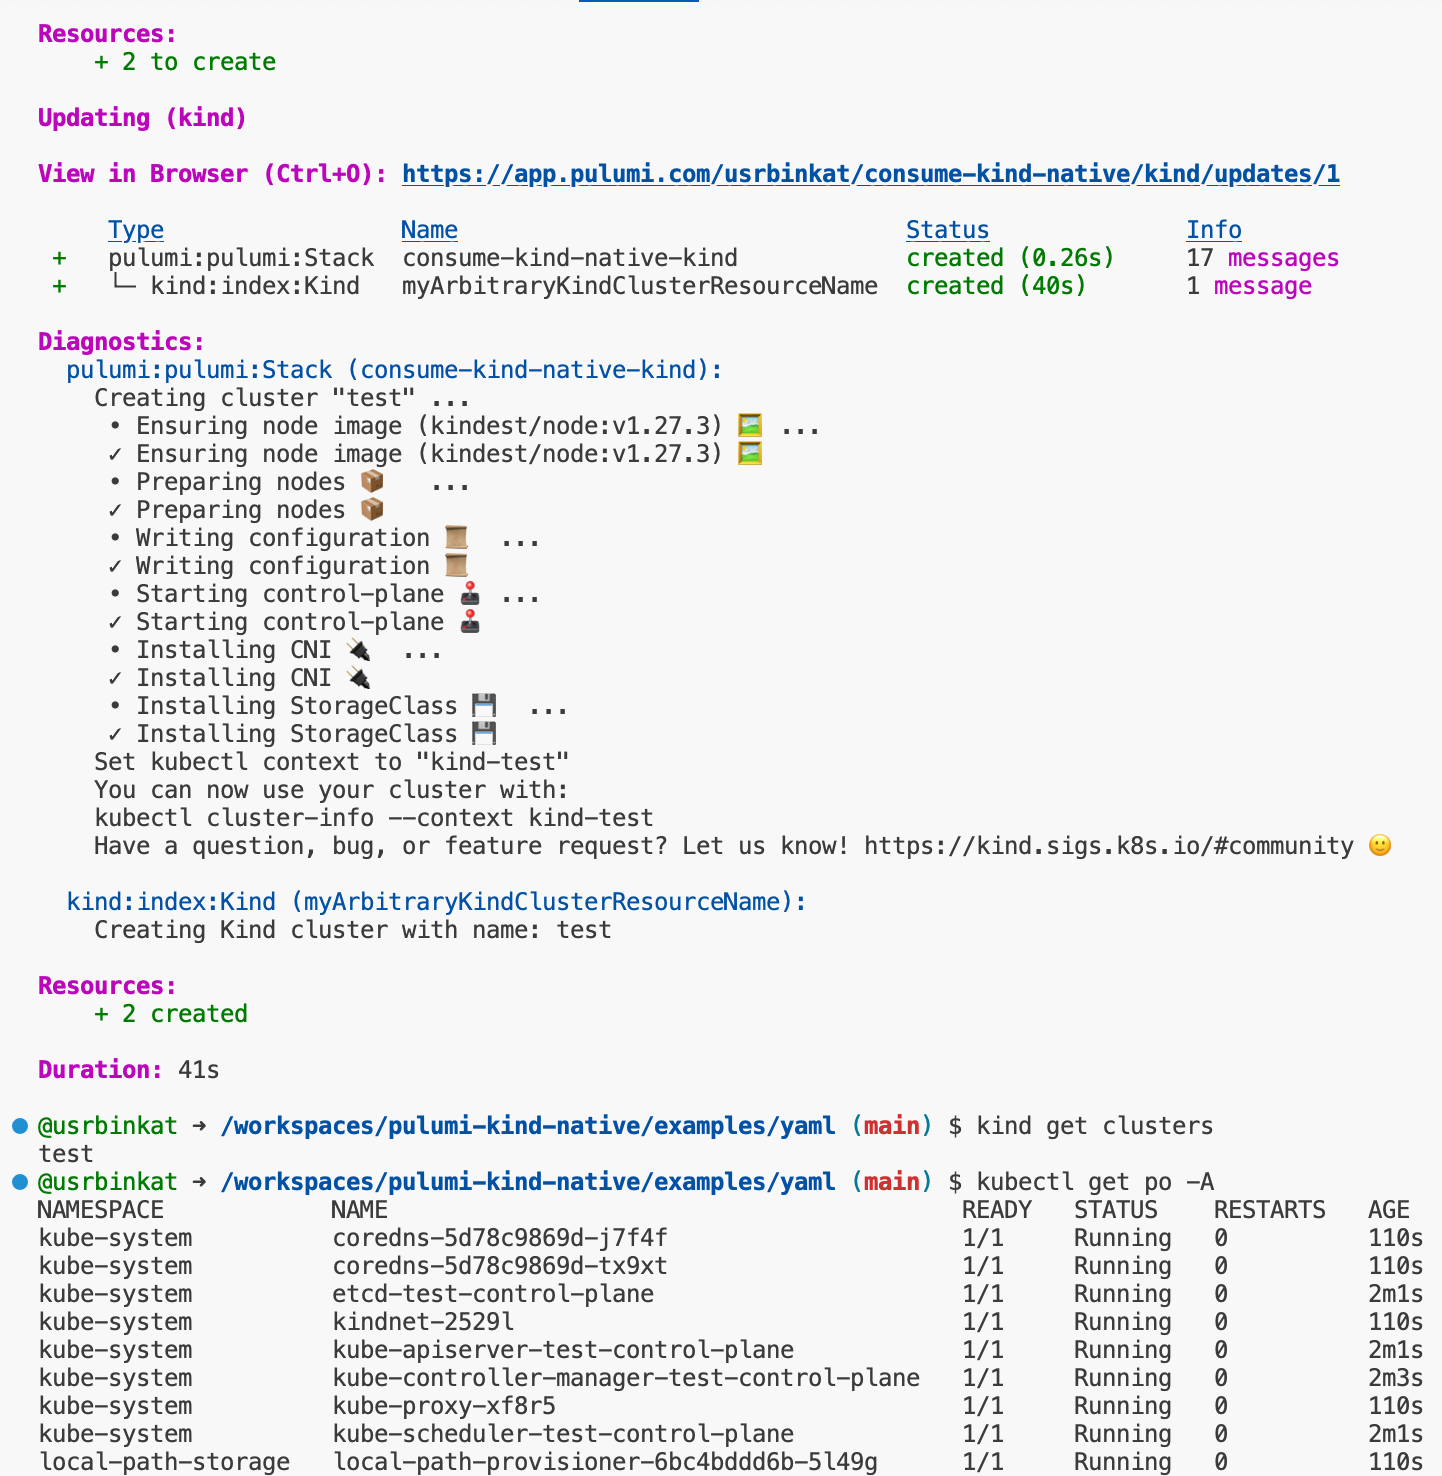 Resources:
    + 2 to create
Updating (kind)
View in Browser (Ctrl+O): https://app.pulumi.com/usrbinkat/consume-kind-native/kind/updates/1
     Type                 Name                                Status              Info
 +   pulumi:pulumi:Stack  consume-kind-native-kind            created (0.26s)     17 messages
 +   └─ kind:index:Kind   myArbitraryKindClusterResourceName  created (40s)       1 message
Diagnostics:
  pulumi:pulumi:Stack (consume-kind-native-kind):
    Creating cluster "test" ...
     • Ensuring node image (kindest/node:v1.27.3) 🖼 ...
     ✓ Ensuring node image (kindest/node:v1.27.3) 🖼
     • Preparing nodes 📦   ...
     ✓ Preparing nodes 📦
     • Writing configuration 📜  ...
     ✓ Writing configuration 📜
     • Starting control-plane 🕹 ...
     ✓ Starting control-plane 🕹
     • Installing CNI 🔌  ...
     ✓ Installing CNI 🔌
     • Installing StorageClass 💾  ...
     ✓ Installing StorageClass 💾
    Set kubectl context to "kind-test"
    You can now use your cluster with:
    kubectl cluster-info --context kind-test
    Have a question, bug, or feature request? Let us know! https://kind.sigs.k8s.io/#community 🙂
  kind:index:Kind (myArbitraryKindClusterResourceName):
    Creating Kind cluster with name: test
Resources:
    + 2 created
Duration: 41s
@usrbinkat ➜ /workspaces/pulumi-kind-native/examples/yaml (main) $ kind get clusters
test
@usrbinkat ➜ /workspaces/pulumi-kind-native/examples/yaml (main) $ kubectl get po -A
NAMESPACE            NAME                                         READY   STATUS    RESTARTS   AGE
kube-system          coredns-5d78c9869d-j7f4f                     1/1     Running   0          110s
kube-system          coredns-5d78c9869d-tx9xt                     1/1     Running   0          110s
kube-system          etcd-test-control-plane                      1/1     Running   0          2m1s
kube-system          kindnet-2529l                                1/1     Running   0          110s
kube-system          kube-apiserver-test-control-plane            1/1     Running   0          2m1s
kube-system          kube-controller-manager-test-control-plane   1/1     Running   0          2m3s
kube-system          kube-proxy-xf8r5                             1/1     Running   0          110s
kube-system          kube-scheduler-test-control-plane            1/1     Running   0          2m1s
local-path-storage   local-path-provisioner-6bc4bddd6b-5l49g      1/1     Running   0          110s